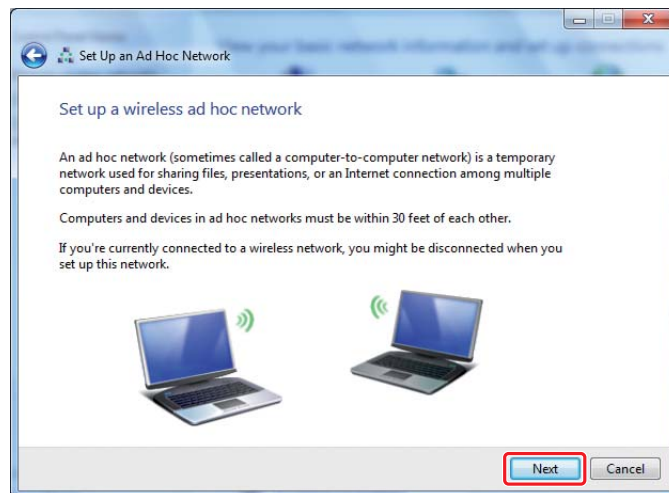 Set Up an Ad Hoc Network
Set up a wireless ad hoc network
An ad hoc network (sometimes called a computer-to-computer network) is a temporary
network used for sharing files, presentations, or an Internet connection among multiple
computers and devices.
Computers and devices in ad hoc networks must be within 30 feet of each other.
If you're currently connected to a wireless network, you might be disconnected when you
set up this network.
Next Cancel